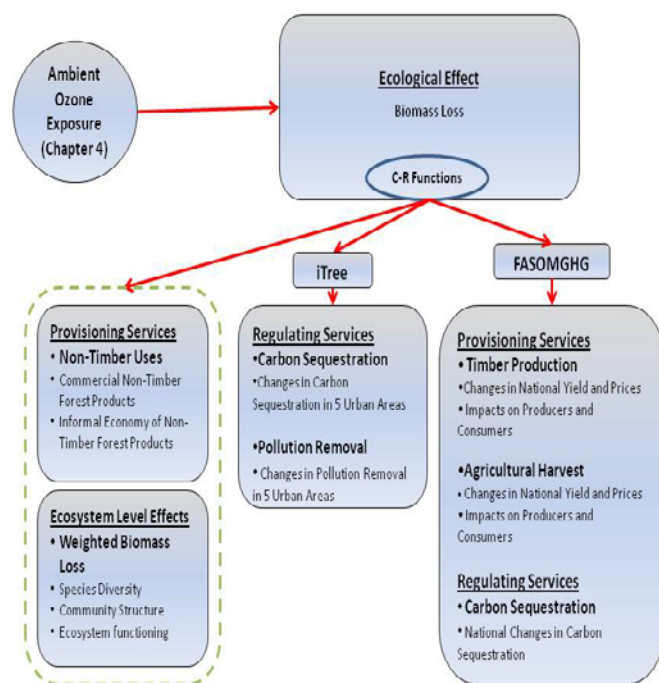 Ambient
Ozone
Exposure
(Chapter 4)
Ecological Effect
Biomass Loss
C-R Functions
iTree
FASOMGHG
Provisioning Services
• Non-Timber Uses
• Commercial Non-Timber
Forest Products
• Informal Economy of Non-
Timber Forest Products
Ecosystem Level Effects
• Weighted Biomass
Loss
• Species Diversity
• Community Structure
• Ecosystem functioning
Regulating Services
•Carbon Sequestration
•Changes in Carbon
Sequestration in 5 Urban Areas
•Pollution Removal
• Changes in Pollution Removal
in 5 Urban Areas
Provisioning Services
• Timber Production
•Changes in National Yield and Prices
• Impacts on Producers and
Consumers
•Agricultural Harvest
• Changes in National Yield and Prices
• Impacts on Producers and
Consumers
Regulating Services
• Carbon Sequestration
• National Changes in Carbon
Sequestration